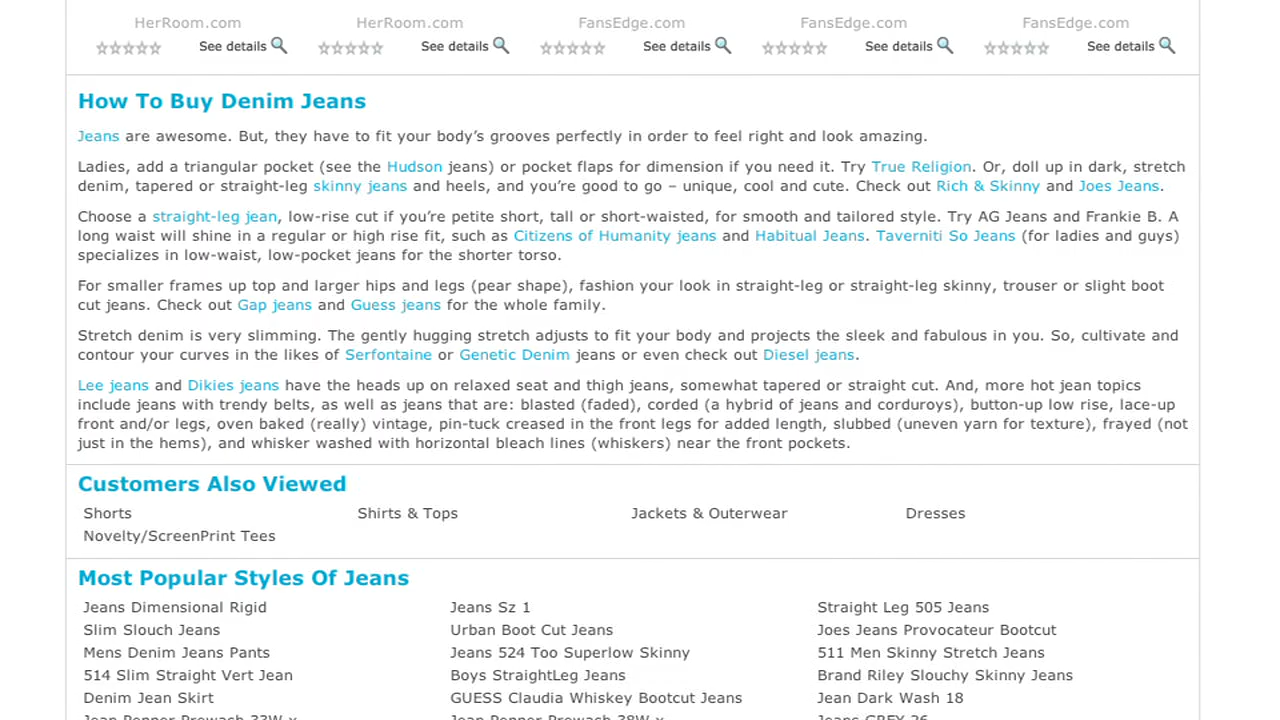 HerRoom.com HerRoom.com FansEdge.com FansEdge.com FansEdge.com
See details See details See details See details See details
How To Buy Denim Jeans
Jeans are awesome. But, they have to fit your body's grooves perfectly in order to feel right and look amazing.
Ladies, add a triangular pocket (see the Hudson jeans) or pocket flaps for dimension if you need it. Try True Religion. Or, doll up in dark, stretch
denim, tapered or straight-leg skinny jeans and heels, and you're good to go – unique, cool and cute. Check out Rich & Skinny and Joes Jeans.
Choose a straight-leg jean, low-rise cut if you're petite short, tall or short-waisted, for smooth and tailored style. Try AG Jeans and Frankie B. A
long waist will shine in a regular or high rise fit, such as Citizens of Humanity jeans and Habitual Jeans. Taverniti So Jeans (for ladies and guys)
specializes in low-waist, low-pocket jeans for the shorter torso.
For smaller frames up top and larger hips and legs (pear shape), fashion your look in straight-leg or straight-leg skinny, trouser or slight boot
cut jeans. Check out Gap jeans and Guess jeans for the whole family.
Stretch denim is very slimming. The gently hugging stretch adjusts to fit your body and projects the sleek and fabulous in you. So, cultivate and
contour your curves in the likes of Serfontaine or Genetic Denim jeans or even check out Diesel jeans.
Lee jeans and Dikies jeans have the heads up on relaxed seat and thigh jeans, somewhat tapered or straight cut. And, more hot jean topics
include jeans with trendy belts, as well as jeans that are: blasted (faded), corded (a hybrid of jeans and corduroys), button-up low rise, lace-up
front and/or legs, oven baked (really) vintage, pin-tuck creased in the front legs for added length, slubbed (uneven yarn for texture), frayed (not
just in the hems), and whisker washed with horizontal bleach lines (whiskers) near the front pockets.
Customers Also Viewed
Shorts Shirts & Tops Jackets & Outerwear Dresses
Novelty/ScreenPrint Tees
Most Popular Styles Of Jeans
Jeans Dimensional Rigid Jeans Sz 1 Straight Leg 505 Jeans
Slim Slouch Jeans Urban Boot Cut Jeans Joes Jeans Provocateur Bootcut
Mens Denim Jeans Pants Jeans 524 Too Superlow Skinny 511 Men Skinny Stretch Jeans
514 Slim Straight Vert Jean Boys StraightLeg Jeans Brand Riley Slouchy Skinny Jeans
Denim Jean Skirt GUESS Claudia Whiskey Bootcut Jeans Jean Dark Wash 18